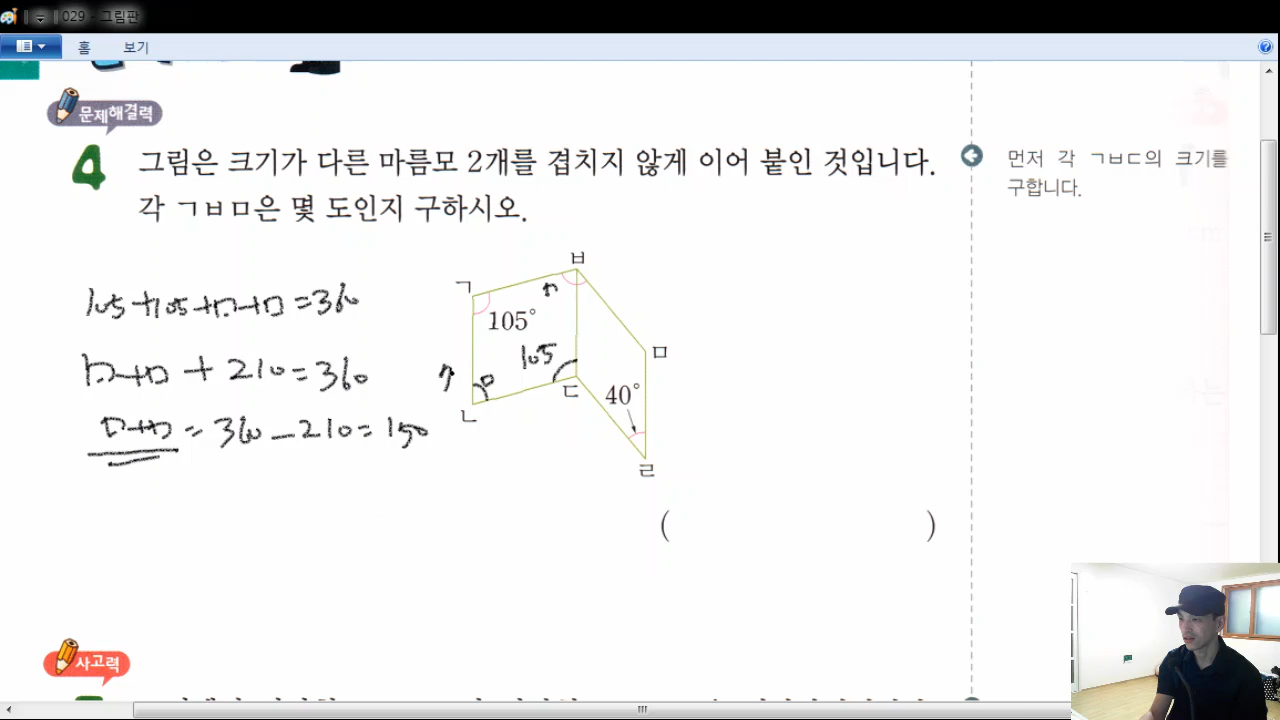 029 - 그림판
홈 보기
문제해결력
4 그림은 크기가 다른 마름모 2개를 겹치지 않게 이어 붙인 것입니다.
각 ㄱㅂㅁ은 몇 도인지 구하시오.
먼저 각 ㄱㅂㄷ의 크기를
구합니다.
105+105+□+□=360
□+□+210=360
□+□=360-210=150
ㅂ
ㄱ
105°
105
ㅁ
ㄷ
40°
ㄴ
ㄹ
( )
사고력